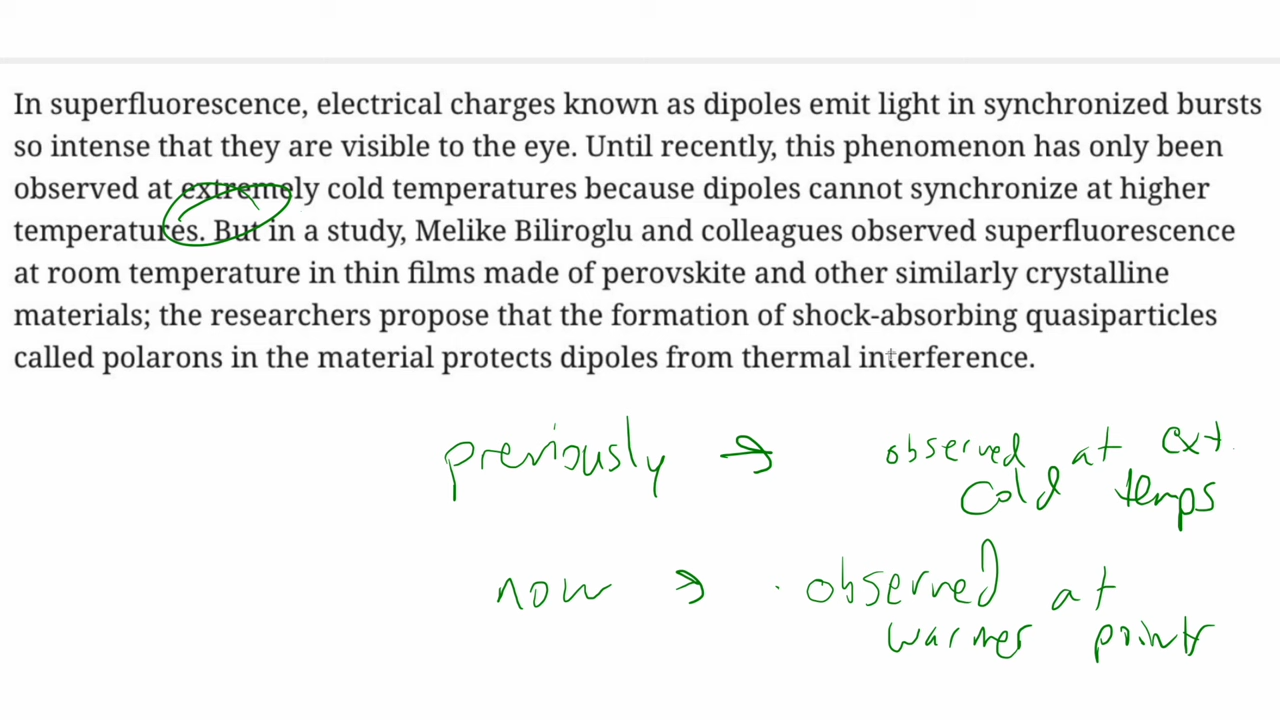 In superfluorescence, electrical charges known as dipoles emit light in synchronized bursts
so intense that they are visible to the eye. Until recently, this phenomenon has only been
observed at extremely cold temperatures because dipoles cannot synchronize at higher
temperatures. But in a study, Melike Biliroglu and colleagues observed superfluorescence
at room temperature in thin films made of perovskite and other similarly crystalline
materials; the researchers propose that the formation of shock-absorbing quasiparticles
called polarons in the material protects dipoles from thermal interference.
previously → observed at ext.
cold temps
now → observed at
warmer points